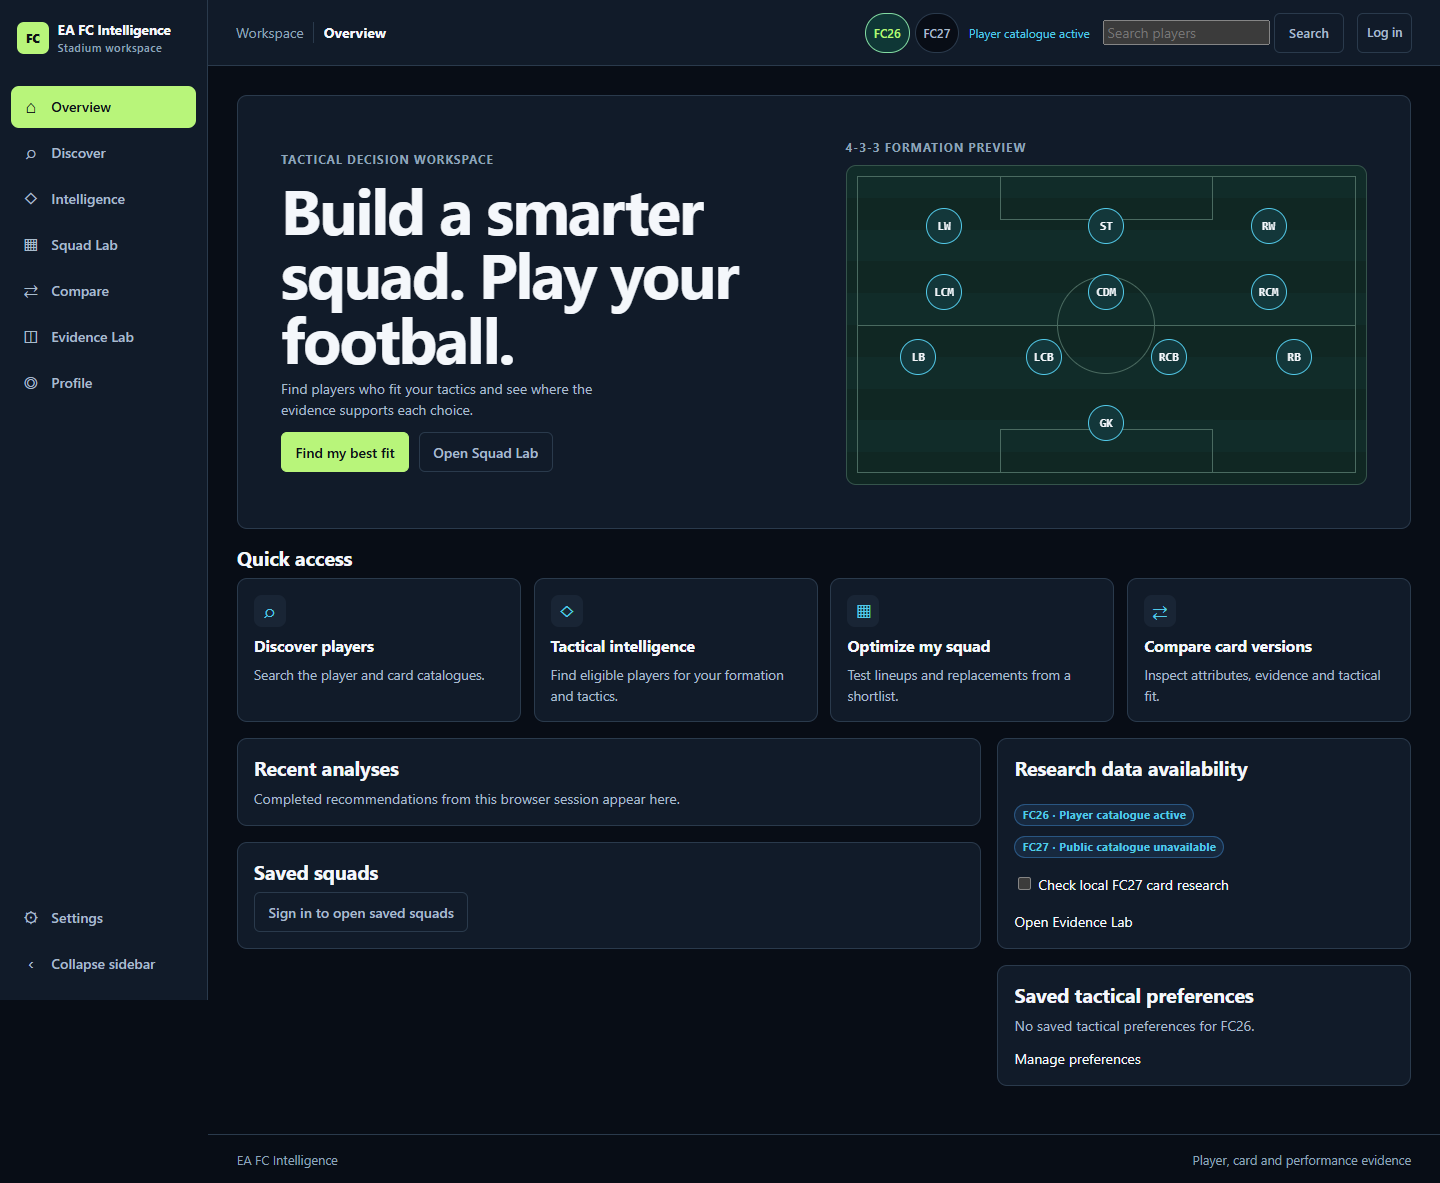 FC
EA FC Intelligence
Stadium workspace
Overview
Discover
Intelligence
Squad Lab
Compare
Evidence Lab
Profile
Settings
Collapse sidebar
Workspace
Overview
FC26
FC27
Player catalogue active
Search players
Search
Log in
TACTICAL DECISION WORKSPACE
Build a smarter
squad. Play your
football.
Find players who fit your tactics and see where the
evidence supports each choice.
Find my best fit
Open Squad Lab
4-3-3 FORMATION PREVIEW
LW
ST
RW
LCM
CDM
RCM
LB
LCB
RCB
RB
GK
Quick access
Discover players
Search the player and card catalogues.
Tactical intelligence
Find eligible players for your formation
and tactics.
Optimize my squad
Test lineups and replacements from a
shortlist.
Compare card versions
Inspect attributes, evidence and tactical
fit.
Recent analyses
Completed recommendations from this browser session appear here.
Saved squads
Sign in to open saved squads
Research data availability
FC26 · Player catalogue active
FC27 · Public catalogue unavailable
Check local FC27 card research
Open Evidence Lab
Saved tactical preferences
No saved tactical preferences for FC26.
Manage preferences
EA FC Intelligence
Player, card and performance evidence